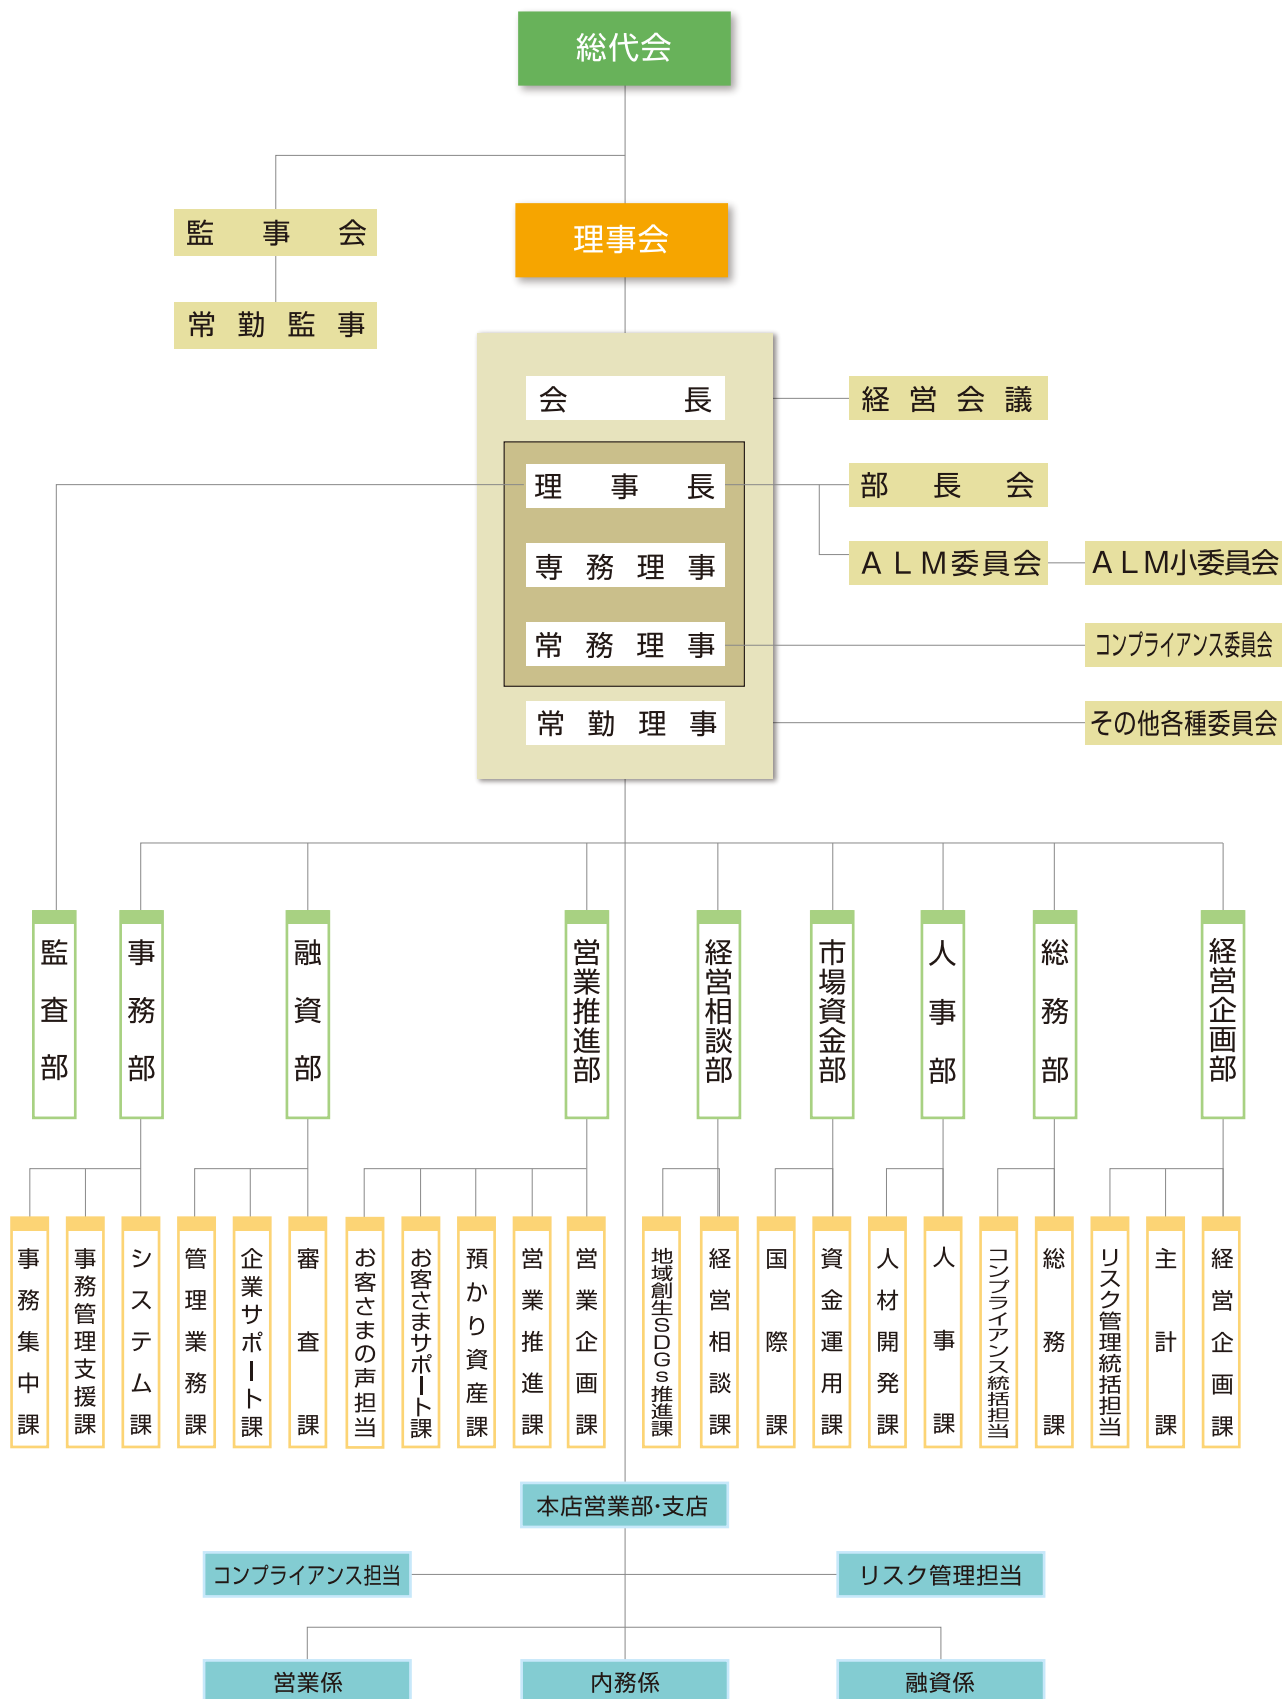 総代会
監事会
理事会
常勤監事
会長
経営会議
理事長
部長会
専務理事
ALM委員会
ALM小委員会
常務理事
コンプライアンス委員会
常勤理事
その他各種委員会
監査部
事務部
融資部
営業推進部
経営相談部
市場資金部
人事部
総務部
経営企画部
事務集中課
事務管理支援課
システム課
管理業務課
企業サポート課
審査課
お客さまの声担当
お客さまサポート課
預かり資産課
営業推進課
営業企画課
地域創生SDGs推進課
経営相談課
国際課
資金運用課
人材開発課
人事課
コンプライアンス統括担当
総務課
リスク管理統括担当
主計課
経営企画課
本店営業部・支店
コンプライアンス担当
リスク管理担当
営業係
内務係
融資係